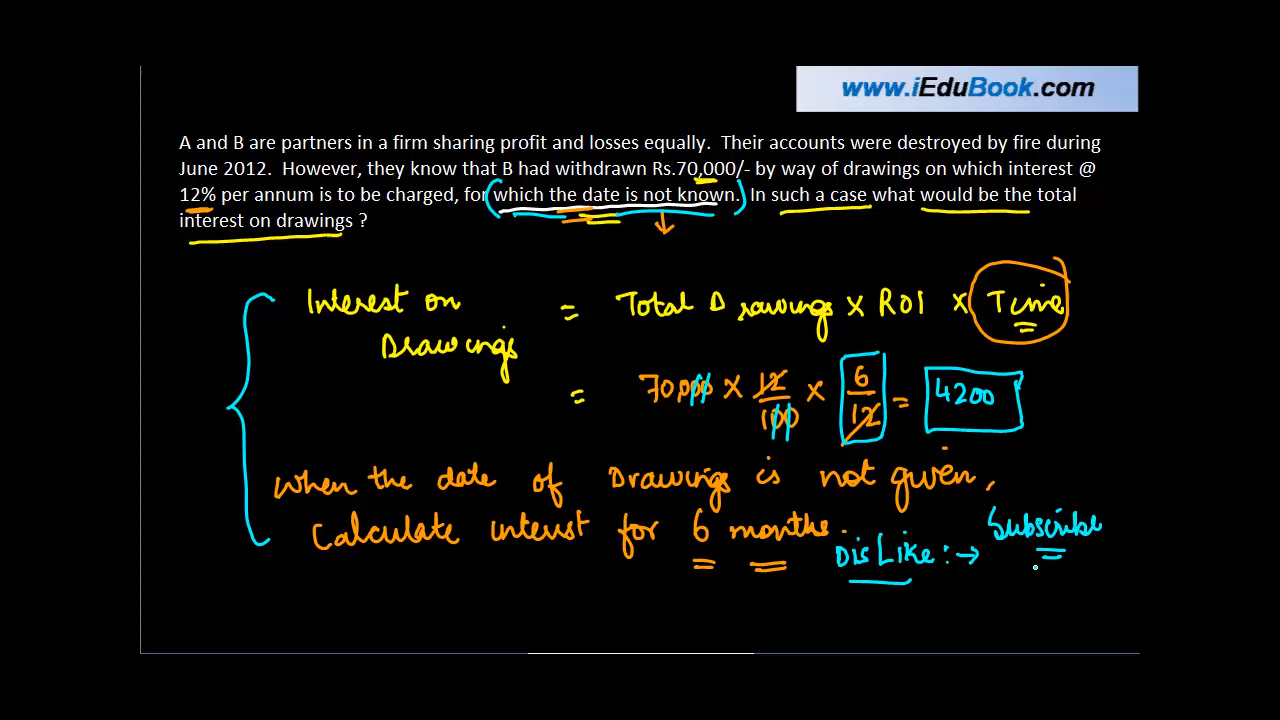 www.iEduBook.com
A and B are partners in a firm sharing profit and losses equally. Their accounts were destroyed by fire during
June 2012. However, they know that B had withdrawn Rs.70,000/- by way of drawings on which interest @
12% per annum is to be charged, for which the date is not known. In such a case what would be the total
interest on drawings ?
Interest on = Total Drawings x ROI x Time
Drawings
= 70000 x 12/100 x 6/12 = 4200
When the date of Drawings is not given,
Calculate interest for 6 months.
DisLike :→ Subscribe